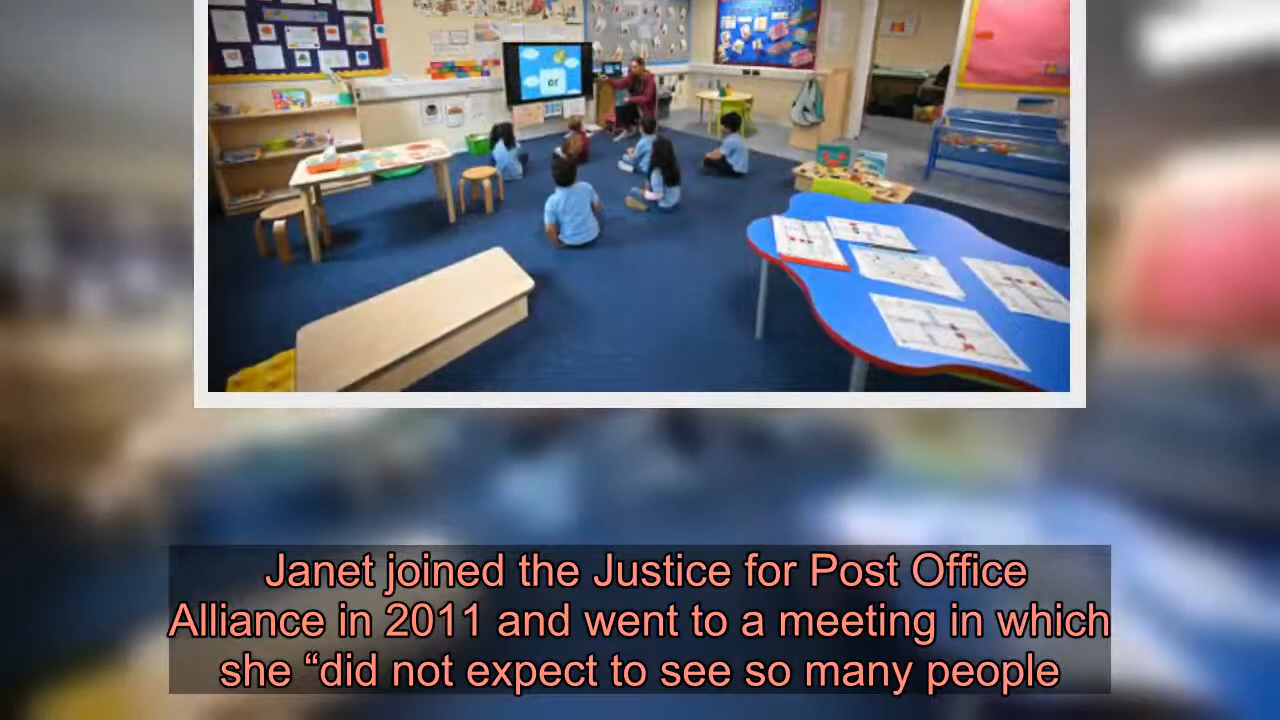 or
Janet joined the Justice for Post Office
Alliance in 2011 and went to a meeting in which
she “did not expect to see so many people